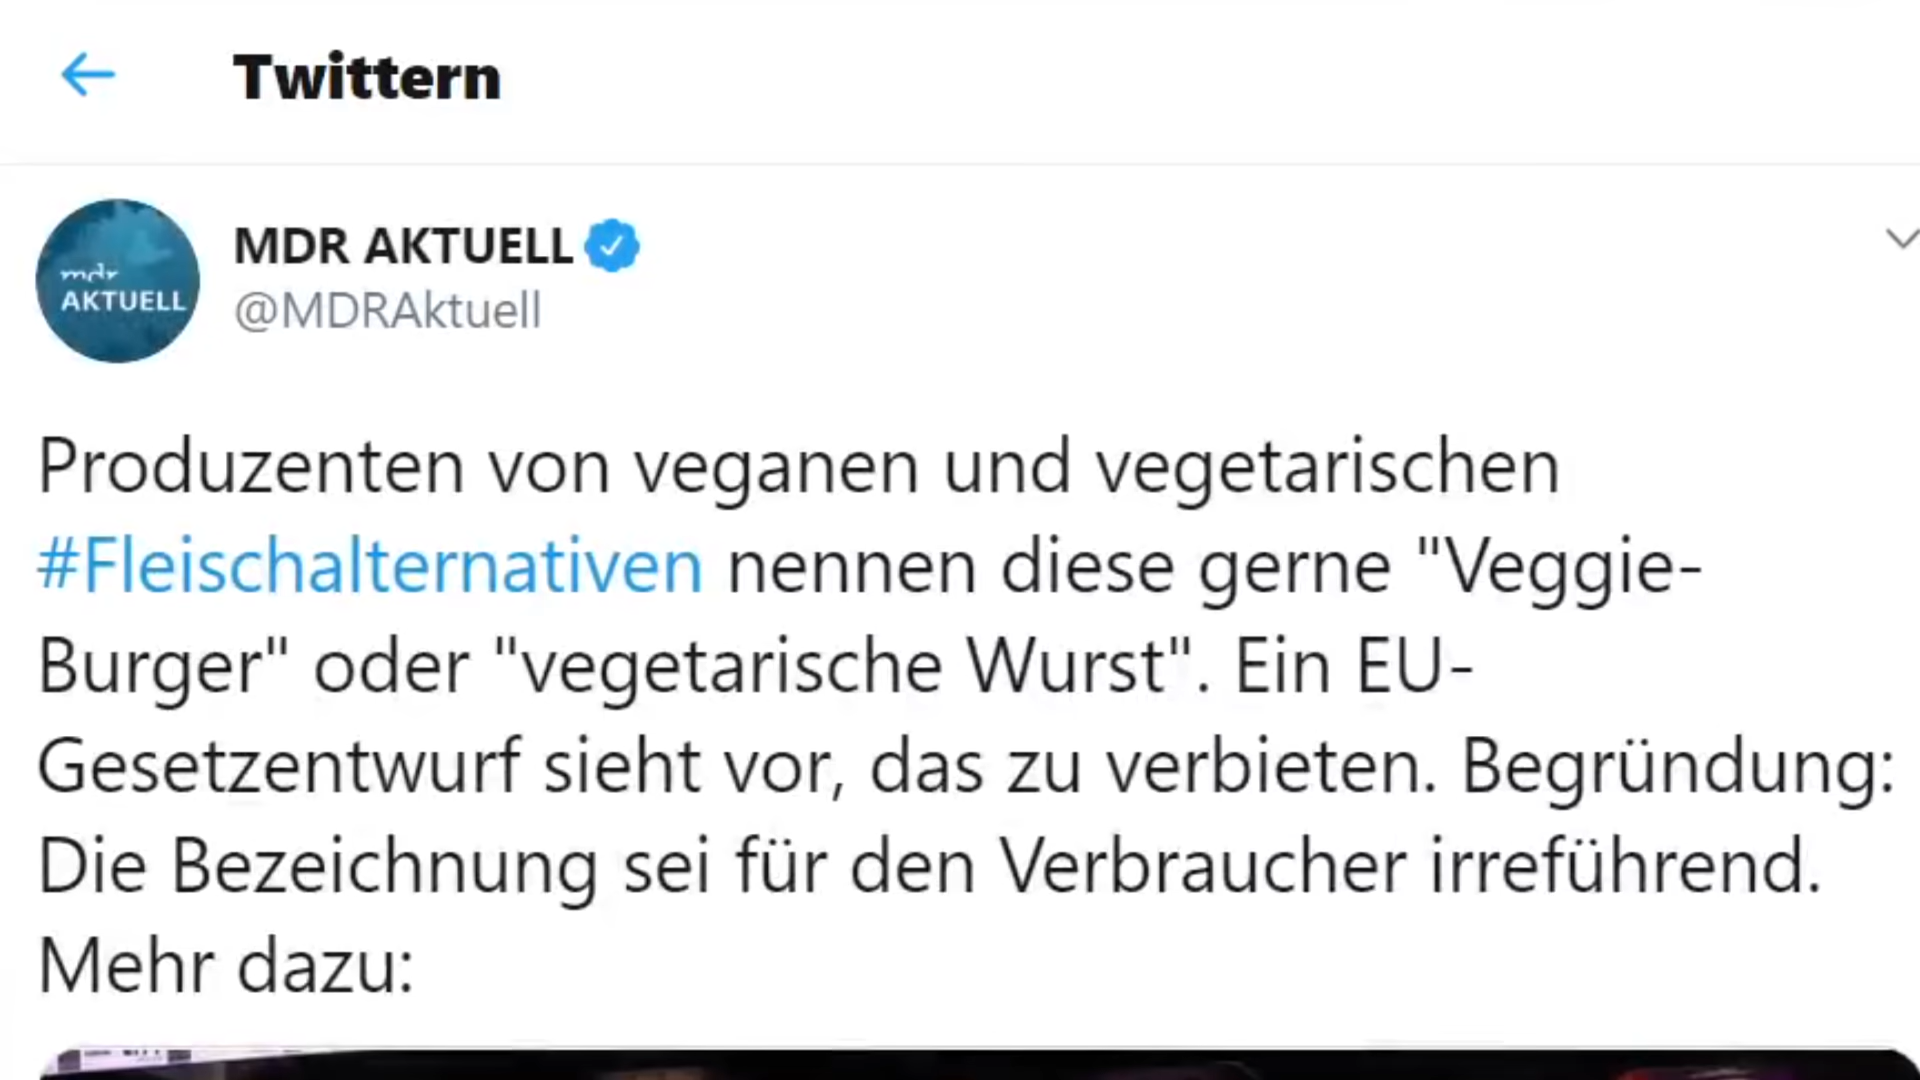 Twittern
MDR AKTUELL
@MDRAktuell
mdr
AKTUELL
Produzenten von veganen und vegetarischen
#Fleischalternativen nennen diese gerne "Veggie-
Burger" oder "vegetarische Wurst". Ein EU-
Gesetzentwurf sieht vor, das zu verbieten. Begründung:
Die Bezeichnung sei für den Verbraucher irreführend.
Mehr dazu: